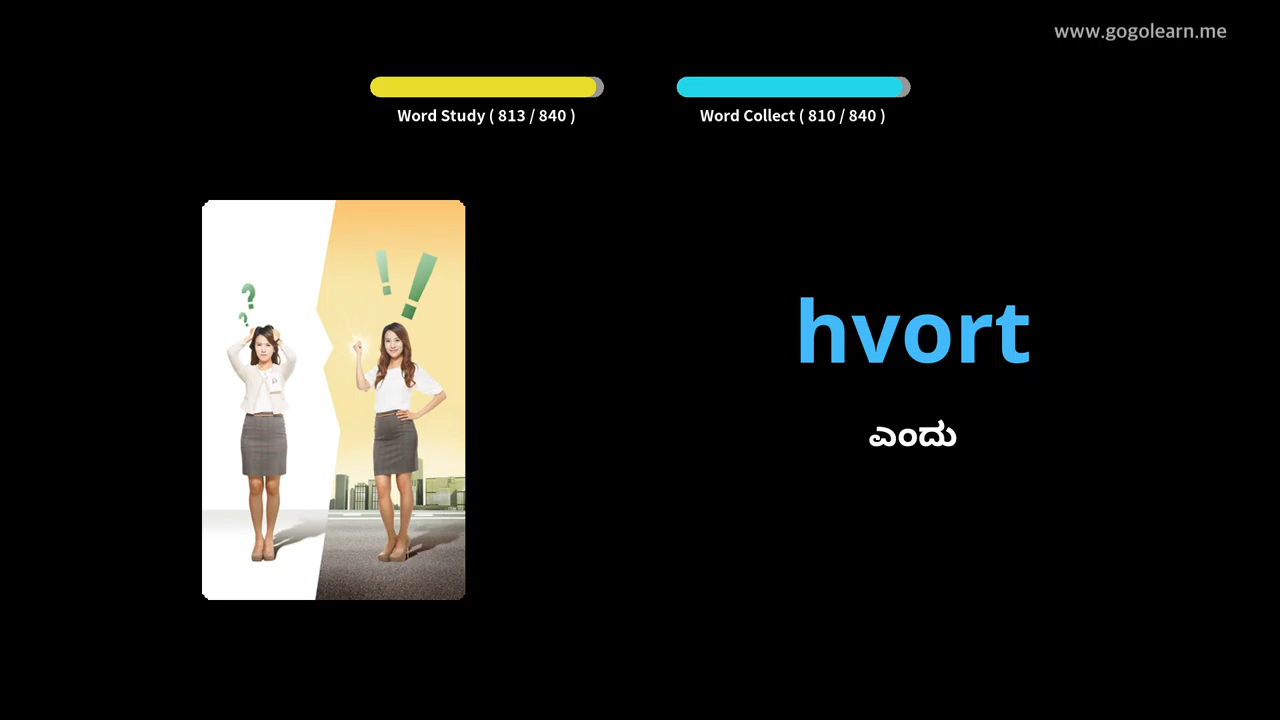 www.gogolearn.me
Word Study ( 813 / 840 )
Word Collect ( 810 / 840 )
? ?
! !
hvort
ಎಂದು